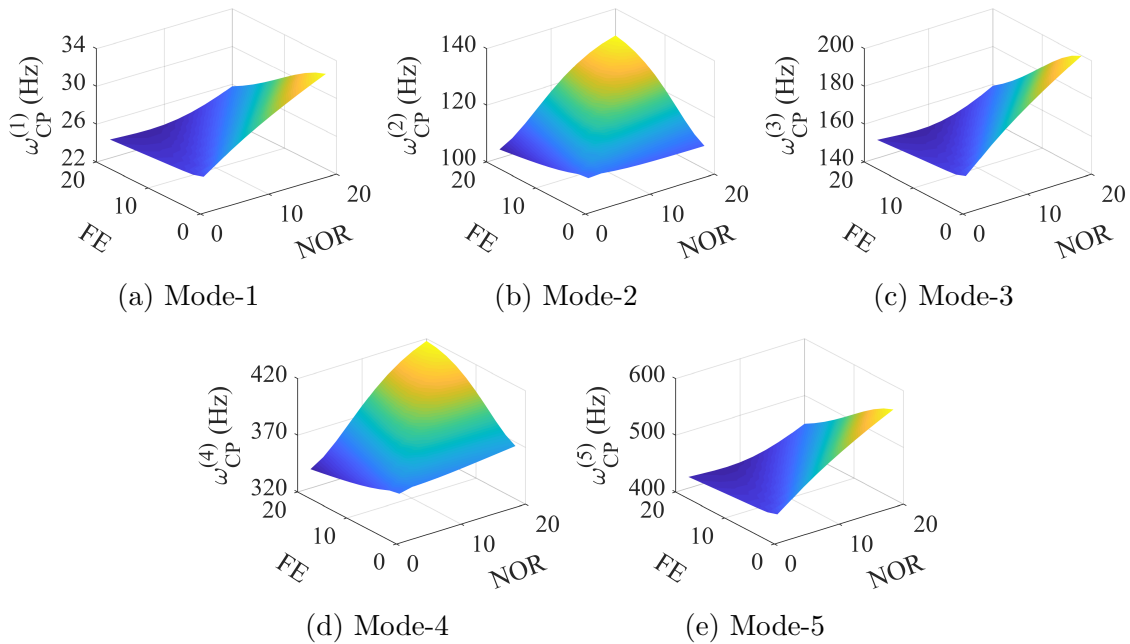 34
30
26
22
20
10
0
0
10
20
ω_CP^(1) (Hz)
FE
NOR
(a) Mode-1
140
120
100
20
10
0
0
10
20
ω_CP^(2) (Hz)
FE
NOR
(b) Mode-2
200
180
160
140
20
10
0
0
10
20
ω_CP^(3) (Hz)
FE
NOR
(c) Mode-3
420
370
320
20
10
0
0
10
20
ω_CP^(4) (Hz)
FE
NOR
(d) Mode-4
600
500
400
20
10
0
0
10
20
ω_CP^(5) (Hz)
FE
NOR
(e) Mode-5